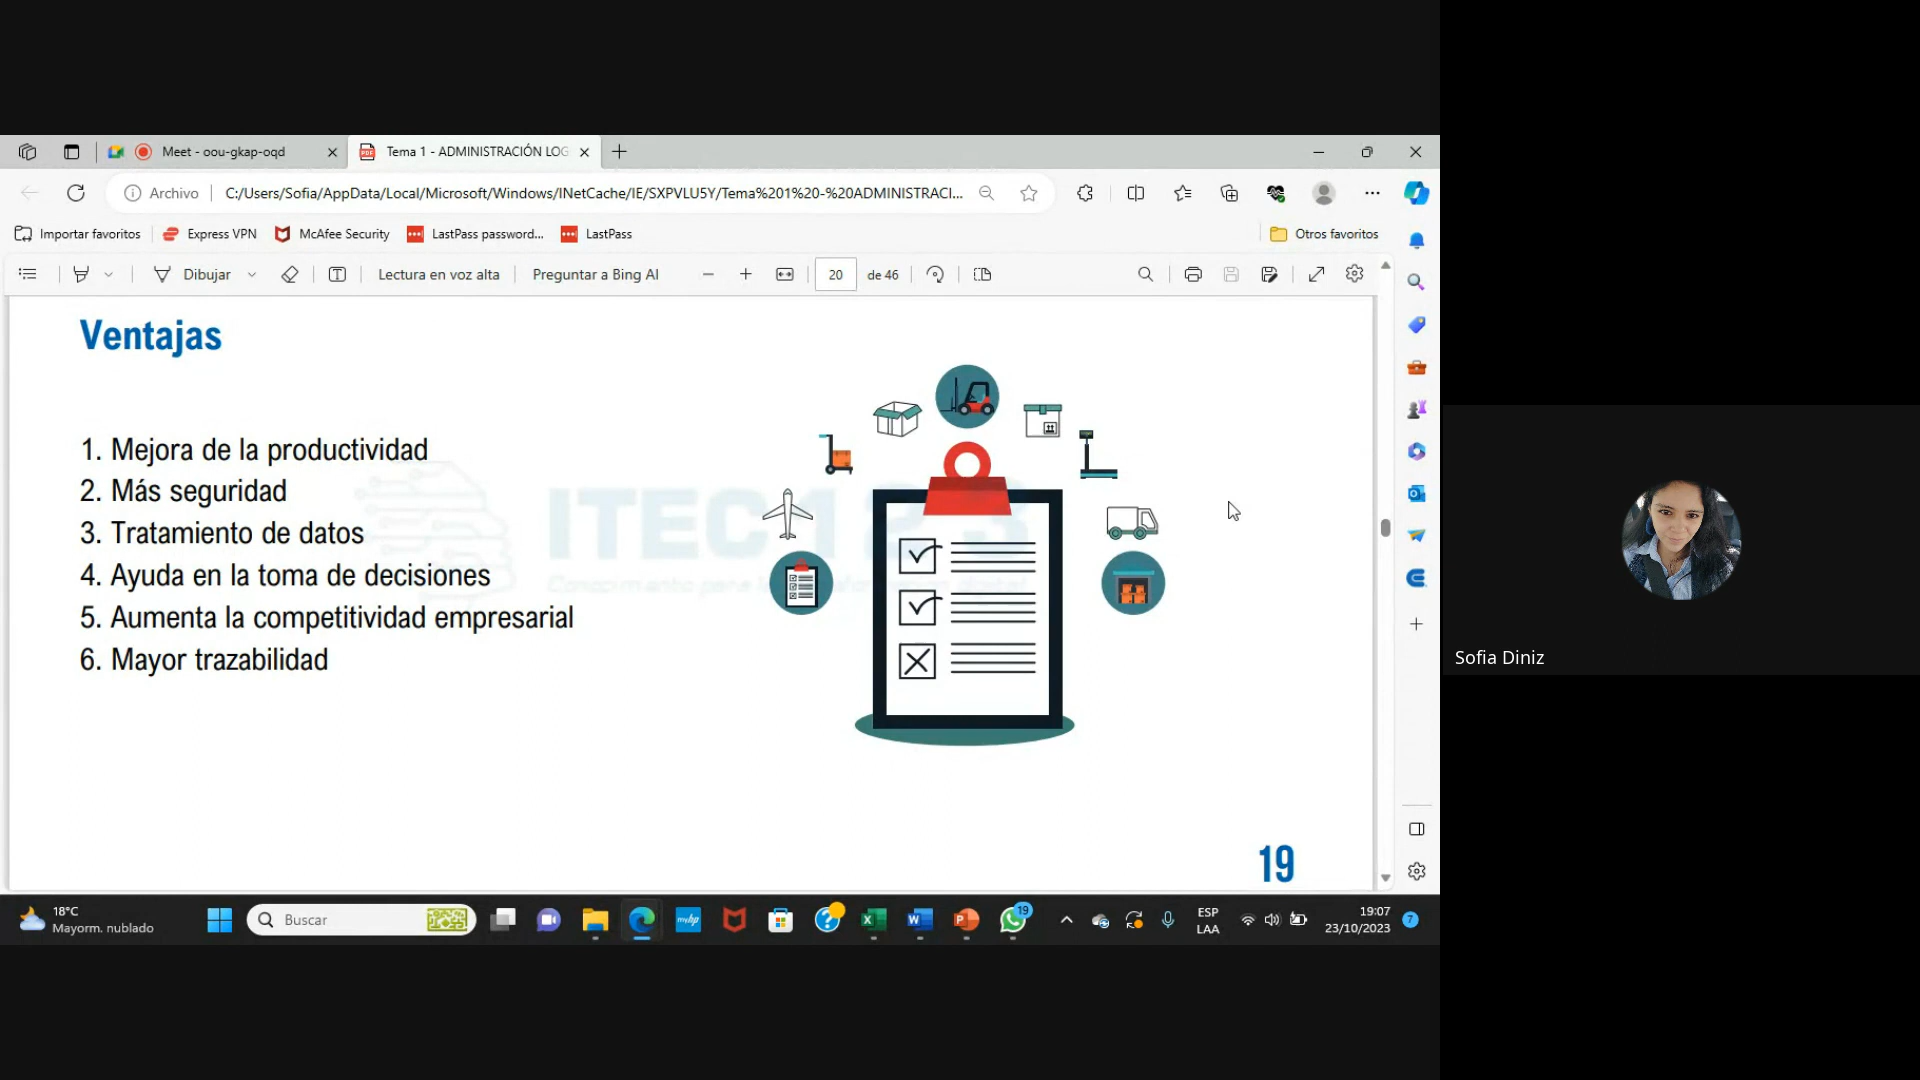 Meet - oou-gkap-oqd
Tema 1 - ADMINISTRACIÓN LOG
Archivo
C:/Users/Sofia/AppData/Local/Microsoft/Windows/INetCache/IE/SXPVLU5Y/Tema%201%20-%20ADMINISTRACI...
Importar favoritos
Express VPN
McAfee Security
LastPass password...
LastPass
Otros favoritos
Dibujar
Lectura en voz alta
Preguntar a Bing AI
20
de 46
Ventajas
1. Mejora de la productividad
2. Más seguridad
3. Tratamiento de datos
4. Ayuda en la toma de decisiones
5. Aumenta la competitividad empresarial
6. Mayor trazabilidad
ITEC123
19
Sofia Diniz
18°C
Mayorm. nublado
Buscar
myhp
19
ESP
LAA
19:07
23/10/2023
7